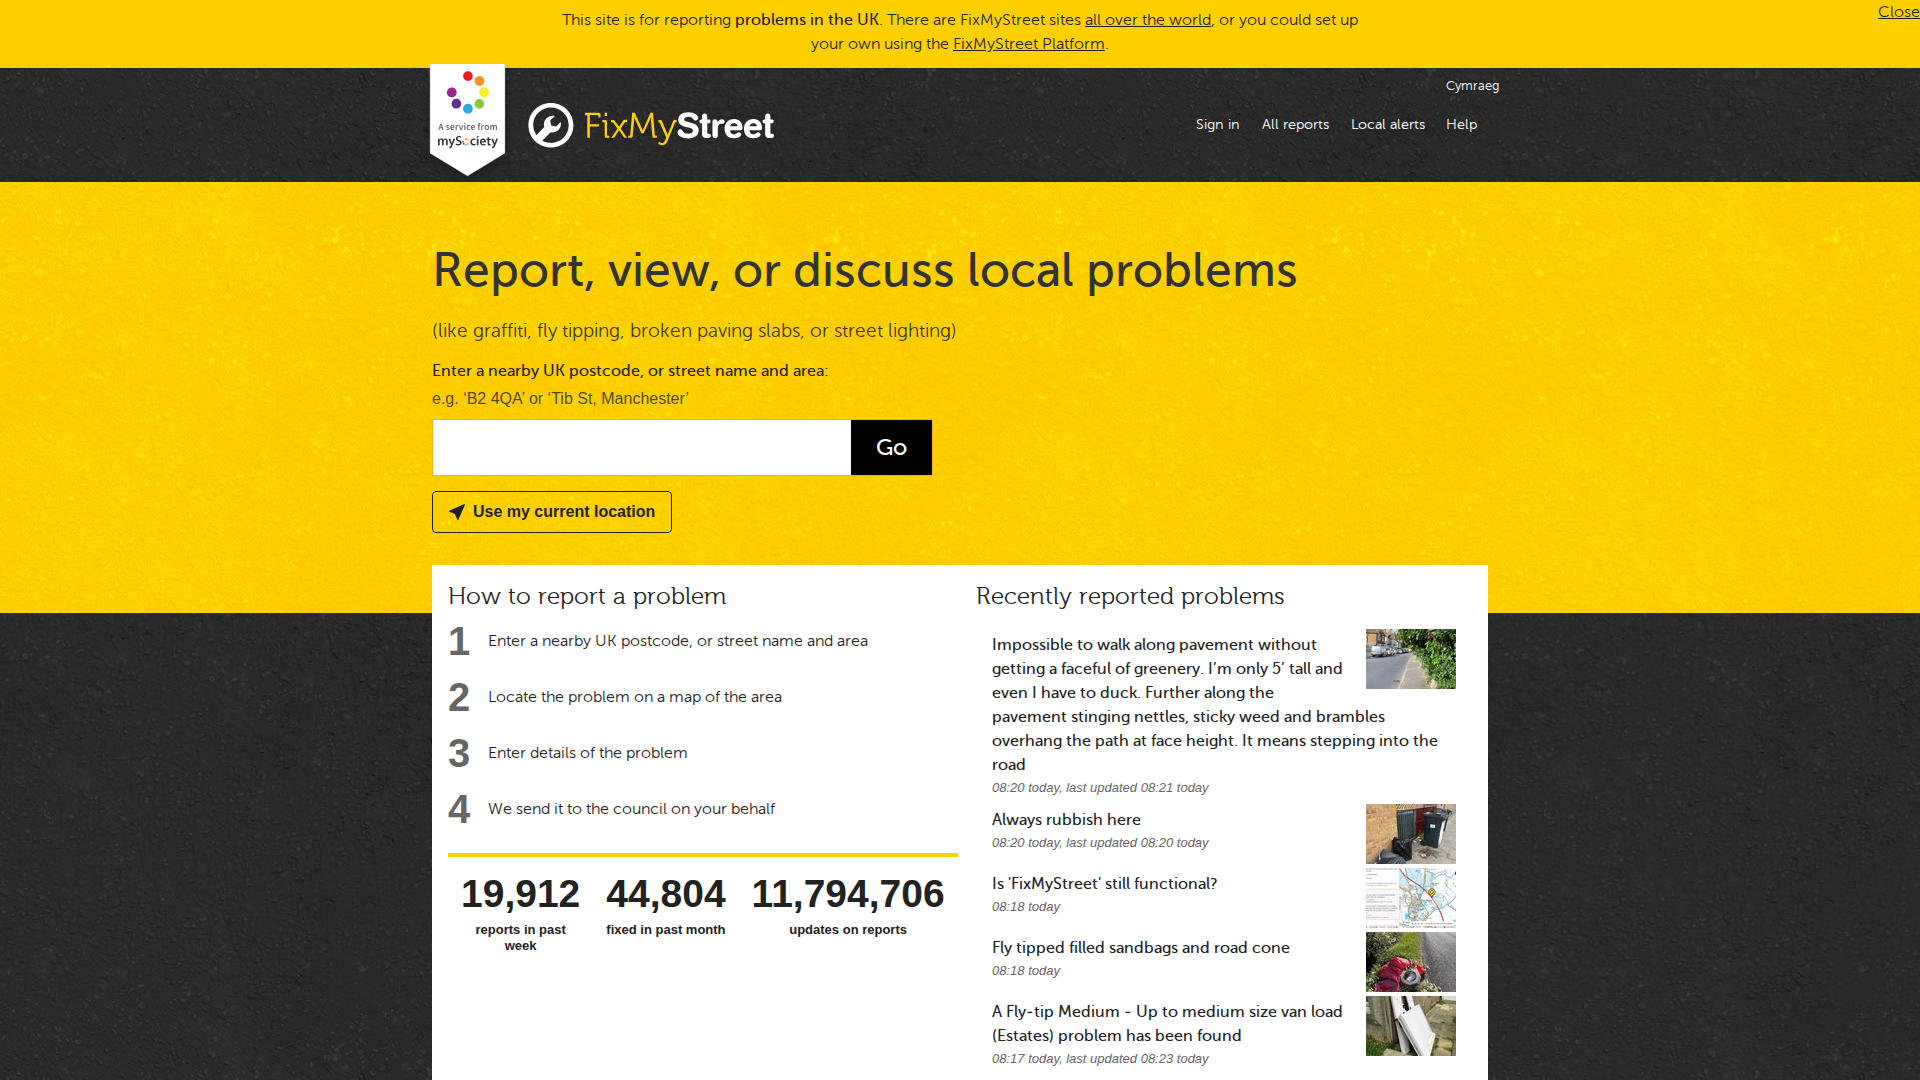 This site is for reporting problems in the UK. There are FixMyStreet sites all over the world, or you could set up
your own using the FixMyStreet Platform.
Close
Cymraeg
A service from
mySociety
FixMyStreet
Sign in
All reports
Local alerts
Help
Report, view, or discuss local problems
(like graffiti, fly tipping, broken paving slabs, or street lighting)
Enter a nearby UK postcode, or street name and area:
e.g. ‘B2 4QA’ or ‘Tib St, Manchester’
Go
Use my current location
How to report a problem
1 Enter a nearby UK postcode, or street name and area
2 Locate the problem on a map of the area
3 Enter details of the problem
4 We send it to the council on your behalf
19,912
reports in past
week
44,804
fixed in past month
11,794,706
updates on reports
Recently reported problems
Impossible to walk along pavement without
getting a faceful of greenery. I’m only 5’ tall and
even I have to duck. Further along the
pavement stinging nettles, sticky weed and brambles
overhang the path at face height. It means stepping into the
road
08:20 today, last updated 08:21 today
Always rubbish here
08:20 today, last updated 08:20 today
Is 'FixMyStreet' still functional?
08:18 today
Fly tipped filled sandbags and road cone
08:18 today
A Fly-tip Medium - Up to medium size van load
(Estates) problem has been found
08:17 today, last updated 08:23 today